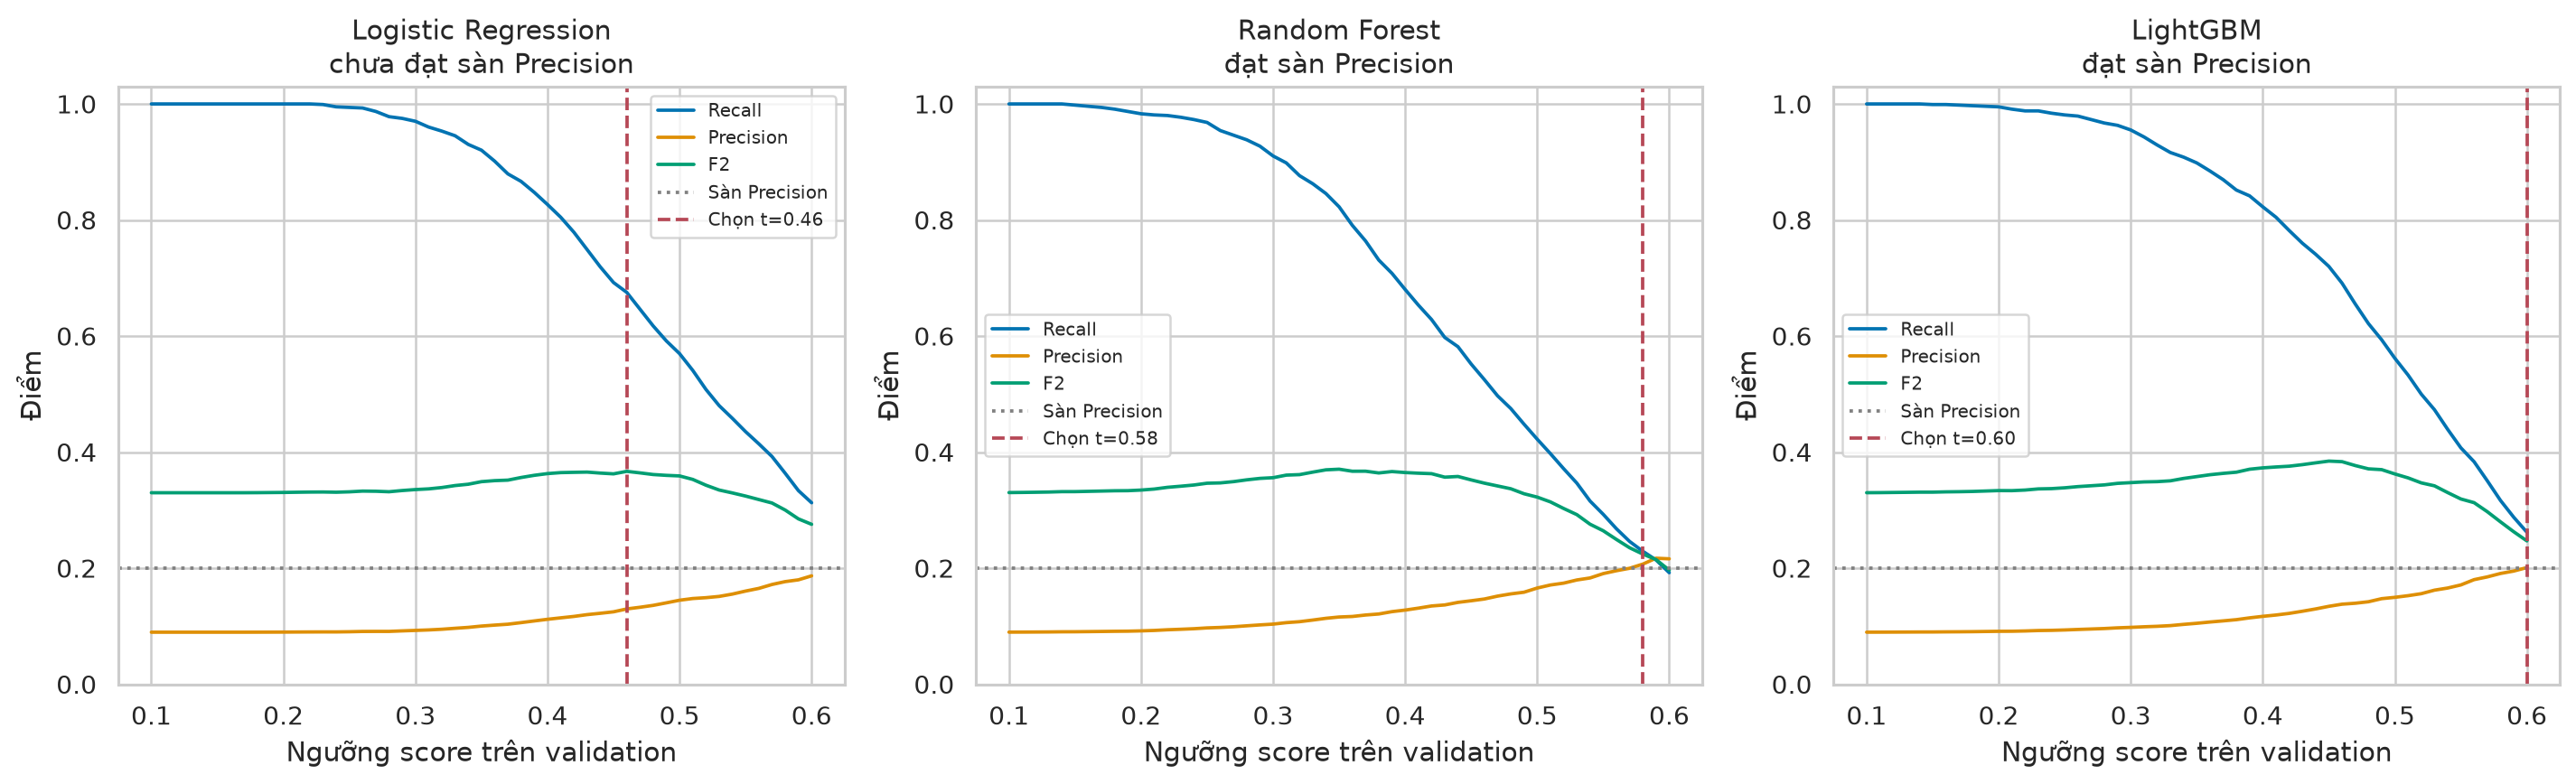 Logistic Regression
chưa đạt sàn Precision
1.0
0.8
0.6
0.4
0.2
0.0
Điểm
0.1 0.2 0.3 0.4 0.5 0.6
Ngưỡng score trên validation
Recall
Precision
F2
Sàn Precision
Chọn t=0.46
Random Forest
đạt sàn Precision
1.0
0.8
0.6
0.4
0.2
0.0
Điểm
0.1 0.2 0.3 0.4 0.5 0.6
Ngưỡng score trên validation
Recall
Precision
F2
Sàn Precision
Chọn t=0.58
LightGBM
đạt sàn Precision
1.0
0.8
0.6
0.4
0.2
0.0
Điểm
0.1 0.2 0.3 0.4 0.5 0.6
Ngưỡng score trên validation
Recall
Precision
F2
Sàn Precision
Chọn t=0.60